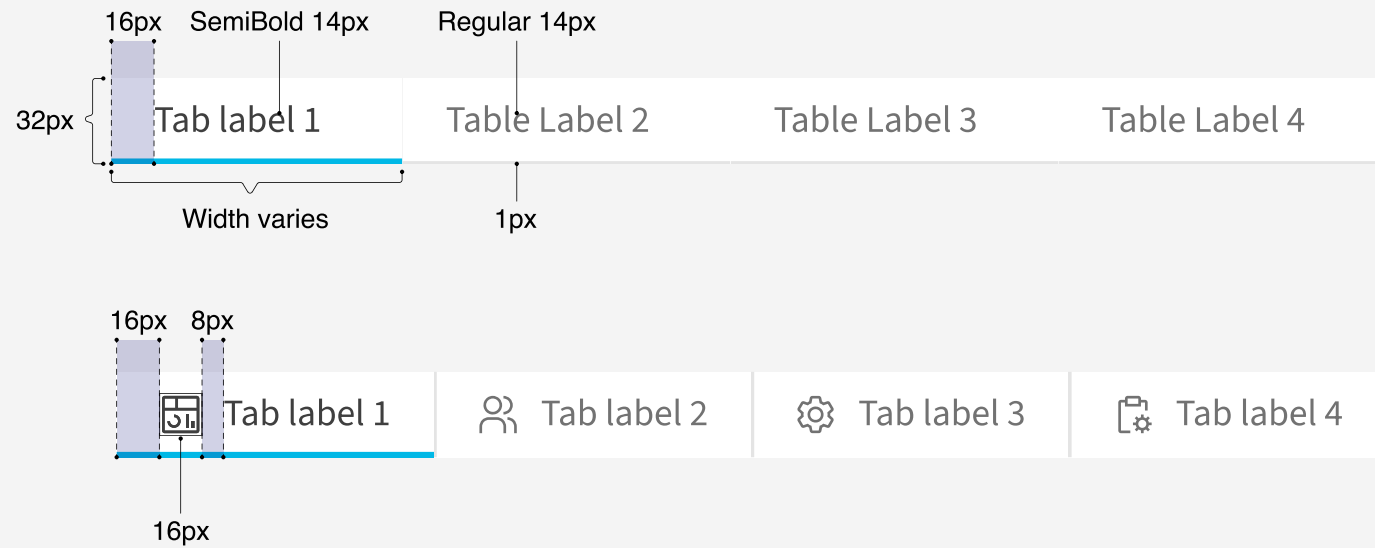 16px SemiBold 14px Regular 14px
32px Tab label 1 Table Label 2 Table Label 3 Table Label 4
Width varies 1px
16px 8px
Tab label 1 Tab label 2 Tab label 3 Tab label 4
16px